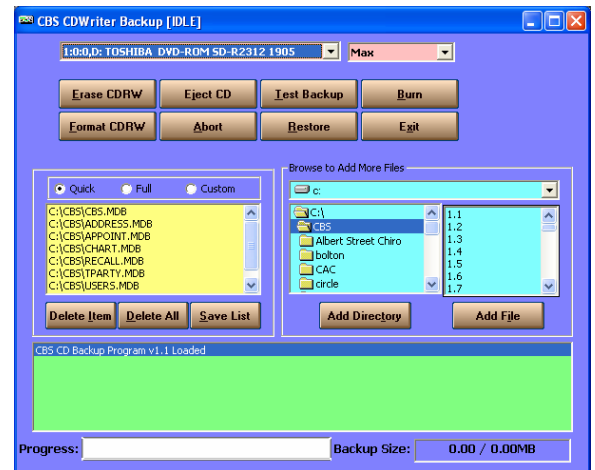 CBS CDWriter Backup [IDLE]
1:0:0,D: TOSHIBA DVD-ROM SD-R2312 1905
Max
Erase CDRW
Eject CD
Test Backup
Burn
Format CDRW
Abort
Restore
Exit
Quick
Full
Custom
C:\CBS\CBS.MDB
C:\CBS\ADDRESS.MDB
C:\CBS\APPOINT.MDB
C:\CBS\CHART.MDB
C:\CBS\RECALL.MDB
C:\CBS\TPARTY.MDB
C:\CBS\USERS.MDB
Delete Item
Delete All
Save List
Browse to Add More Files
c:
C:\
CBS
Albert Street Chiro
bolton
CAC
circle
1.1
1.2
1.3
1.4
1.5
1.6
1.7
Add Directory
Add File
CBS CD Backup Program v1.1 Loaded
Progress:
Backup Size:
0.00 / 0.00MB